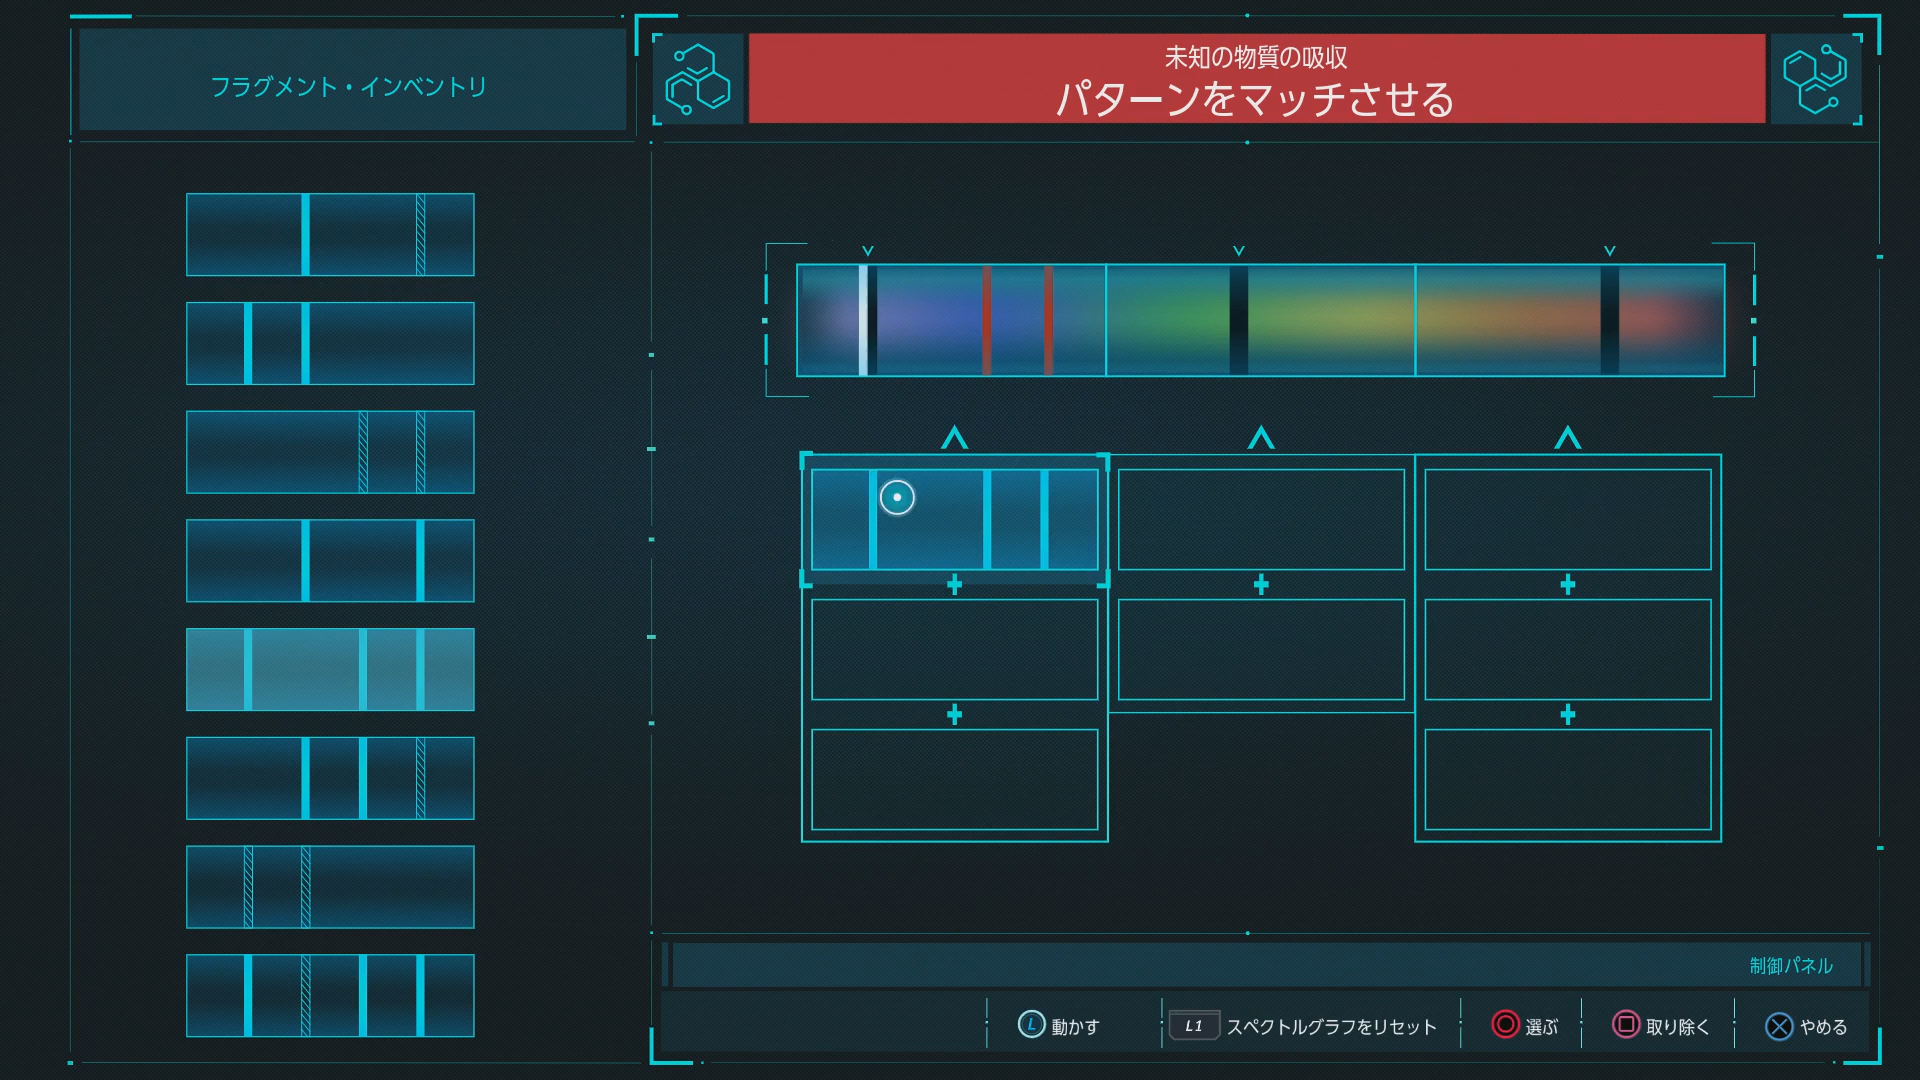 フラグメント・インベントリ
未知の物質の吸収
パターンをマッチさせる
制御パネル
L 動かす
L1 スペクトルグラフをリセット
選ぶ
取り除く
やめる